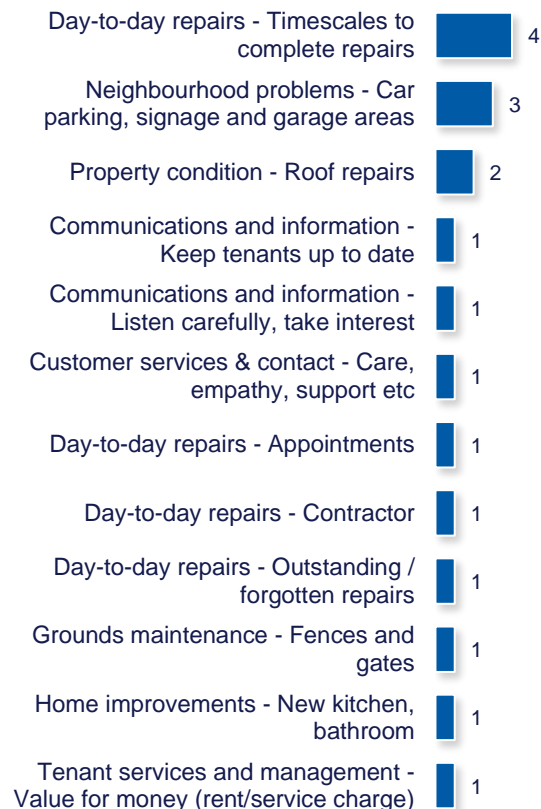 Day-to-day repairs - Timescales to
complete repairs
4
Neighbourhood problems - Car
parking, signage and garage areas
3
Property condition - Roof repairs
2
Communications and information -
Keep tenants up to date
1
Communications and information -
Listen carefully, take interest
1
Customer services & contact - Care,
empathy, support etc
1
Day-to-day repairs - Appointments
1
Day-to-day repairs - Contractor
1
Day-to-day repairs - Outstanding /
forgotten repairs
1
Grounds maintenance - Fences and
gates
1
Home improvements - New kitchen,
bathroom
1
Tenant services and management -
Value for money (rent/service charge)
1